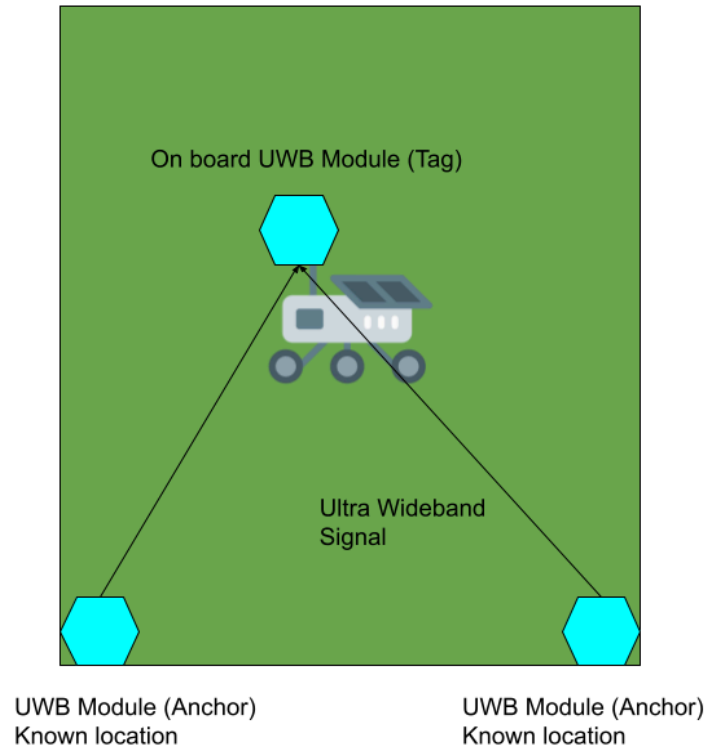 On board UWB Module (Tag)
Ultra Wideband
Signal
UWB Module (Anchor)
Known location
UWB Module (Anchor)
Known location